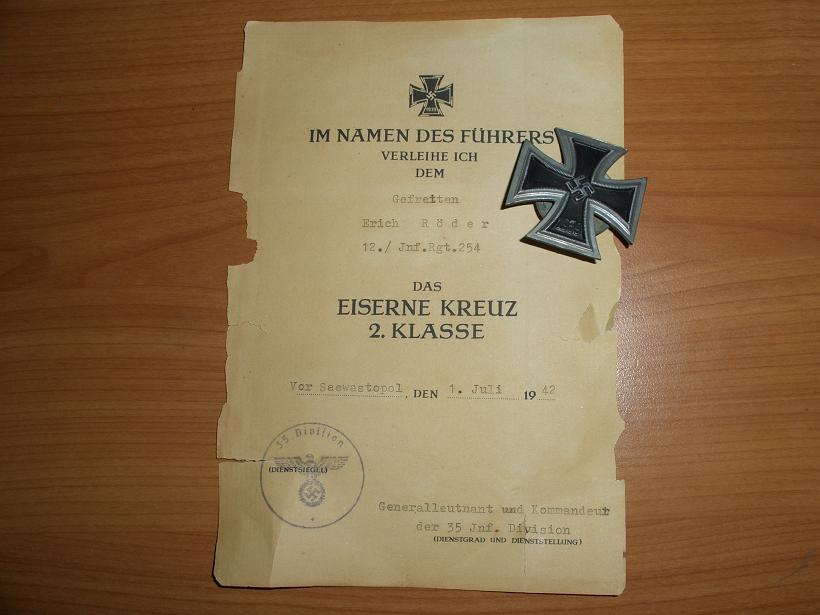 1939
IM NAMEN DES FÜHRERS
VERLEIHE ICH
DEM
Gefreiten
Erich Röder
12./ Jnf.Rgt.254
DAS
EISERNE KREUZ
2. KLASSE
Vor Saewastopol, DEN 1. Juli 1942
35. Division
(DIENSTSIEGEL)
Generalleutnant und Kommandeur
der 35 Jnf. Division
(DIENSTGRAD UND DIENSTSTELLUNG)